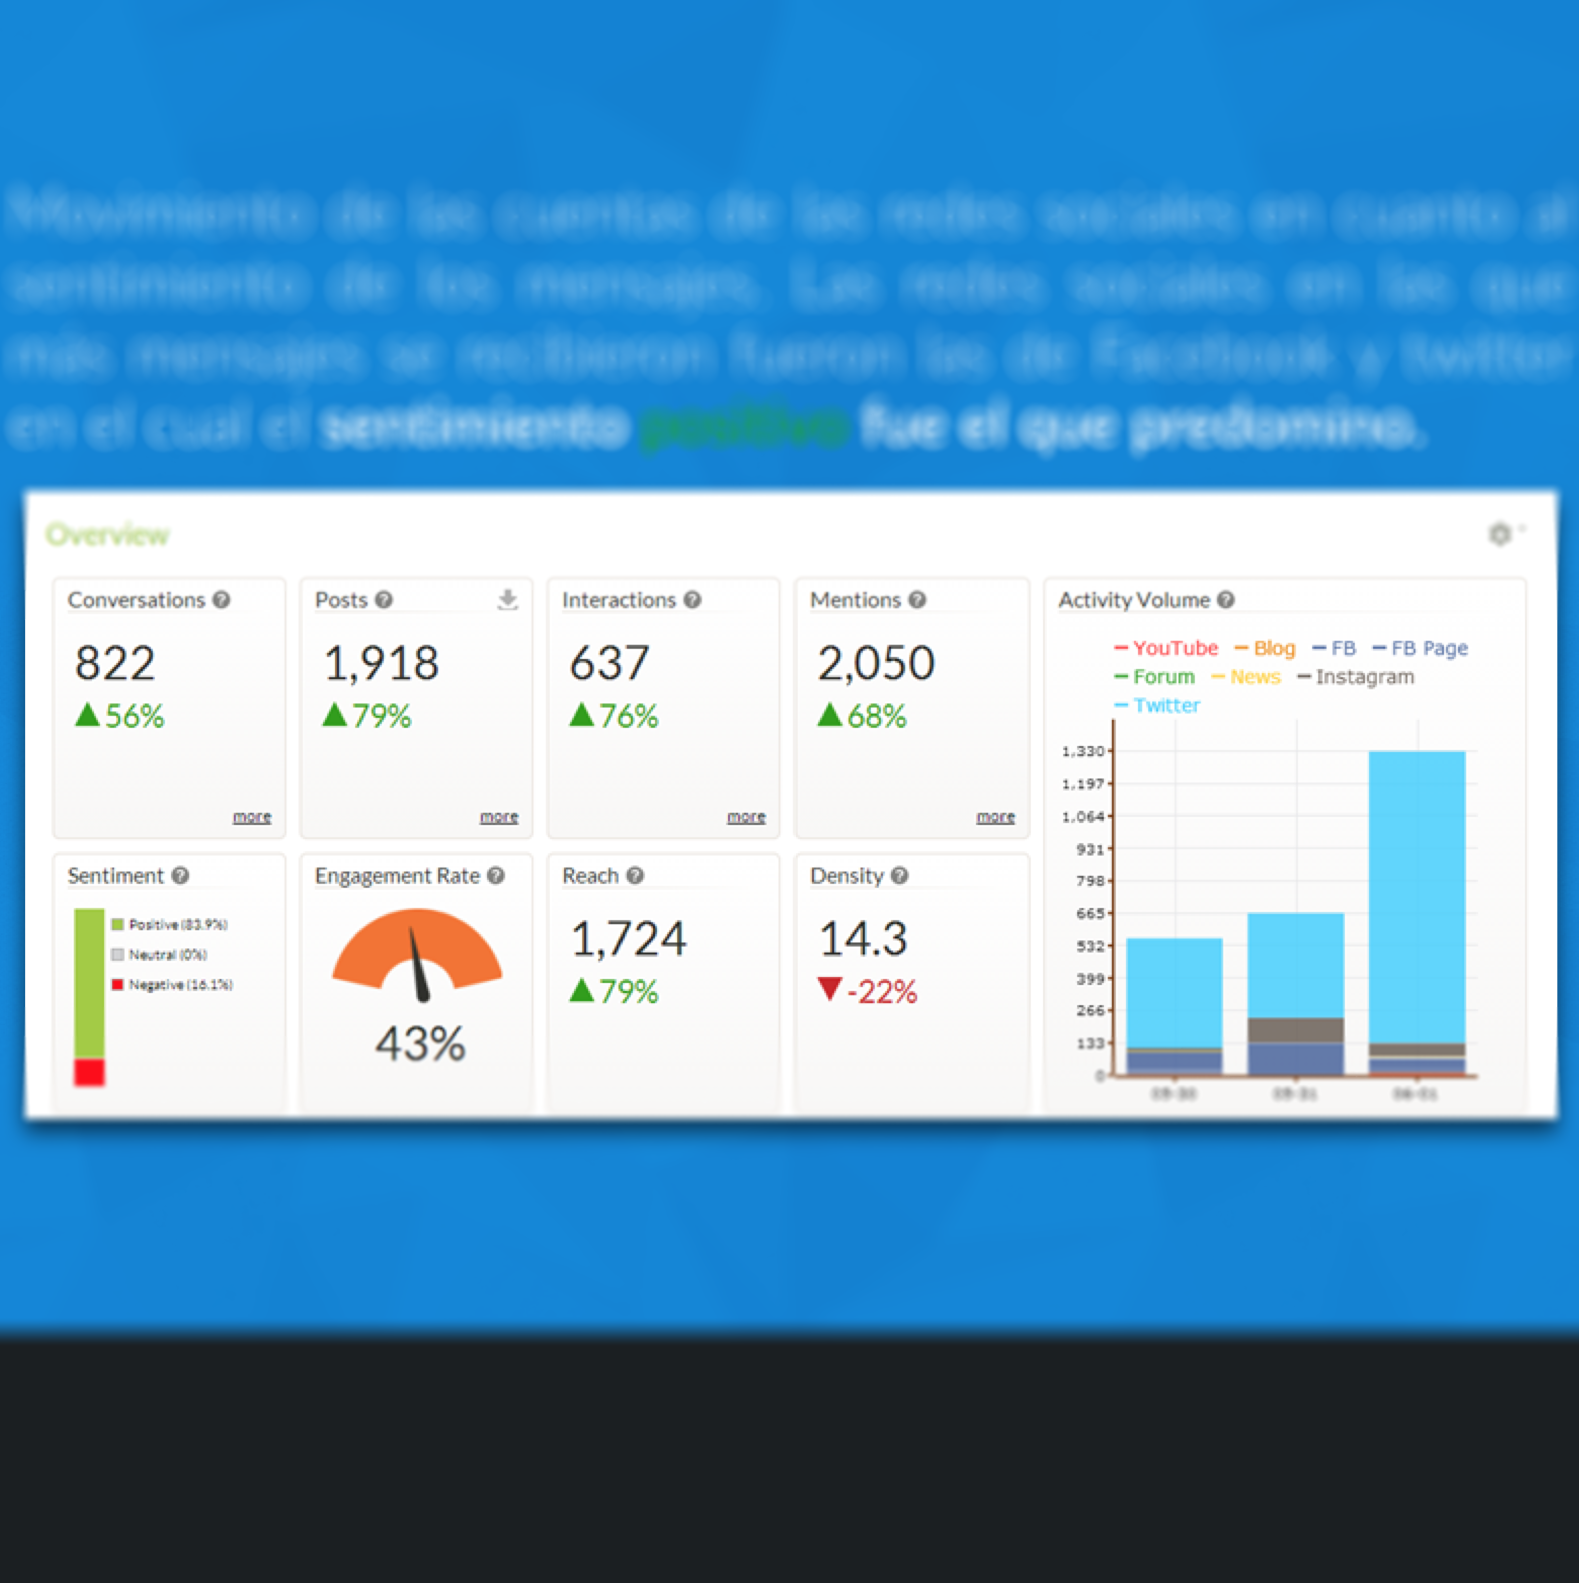 Movimiento de las cuentas de las redes sociales en cuanto al
sentimiento de los mensajes. Las redes sociales en las que
más mensajes se recibieron fueron las de Facebook y twitter
en el cual el sentimiento positivo fue el que predomino.
Overview
Conversations
822
56%
more
Posts
1,918
79%
more
Interactions
637
76%
more
Mentions
2,050
68%
more
Sentiment
Positive (83.9%)
Neutral (0%)
Negative (16.1%)
Engagement Rate
43%
Reach
1,724
79%
Density
14.3
-22%
Activity Volume
YouTube Blog FB FB Page
Forum News Instagram
Twitter
1,330
1,197
1,064
931
798
665
532
399
266
133
0